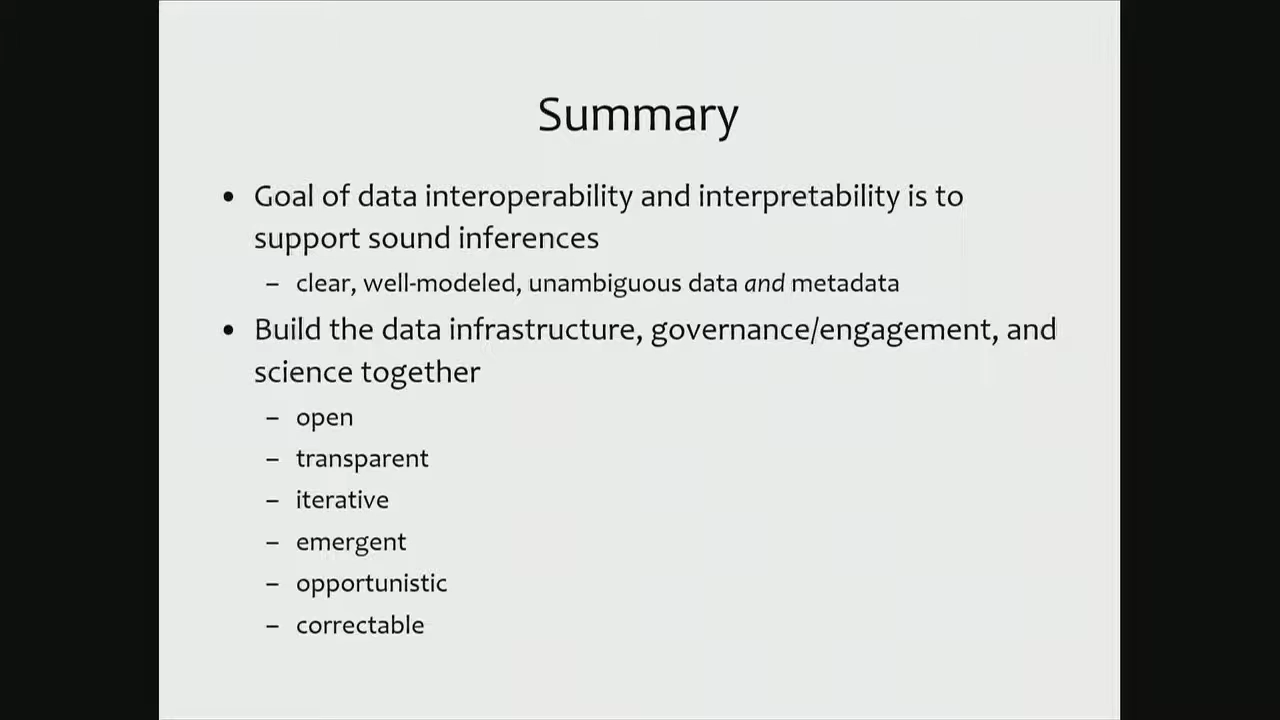 Summary
• Goal of data interoperability and interpretability is to
support sound inferences
– clear, well-modeled, unambiguous data and metadata
• Build the data infrastructure, governance/engagement, and
science together
– open
– transparent
– iterative
– emergent
– opportunistic
– correctable